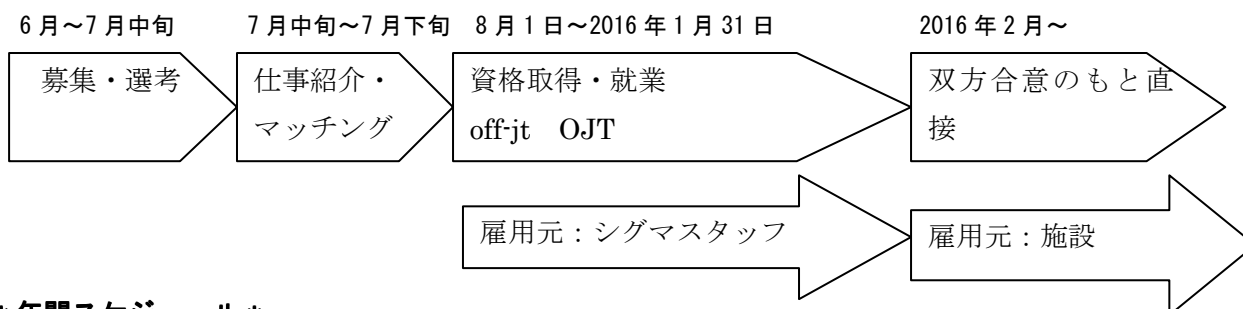 6月～7月中旬 7月中旬～7月下旬 8月1日～2016年1月31日 2016年2月～
募集・選考
仕事紹介・
マッチング
資格取得・就業
off-jt OJT
双方合意のもと直
接
雇用元：シグマスタッフ
雇用元：施設